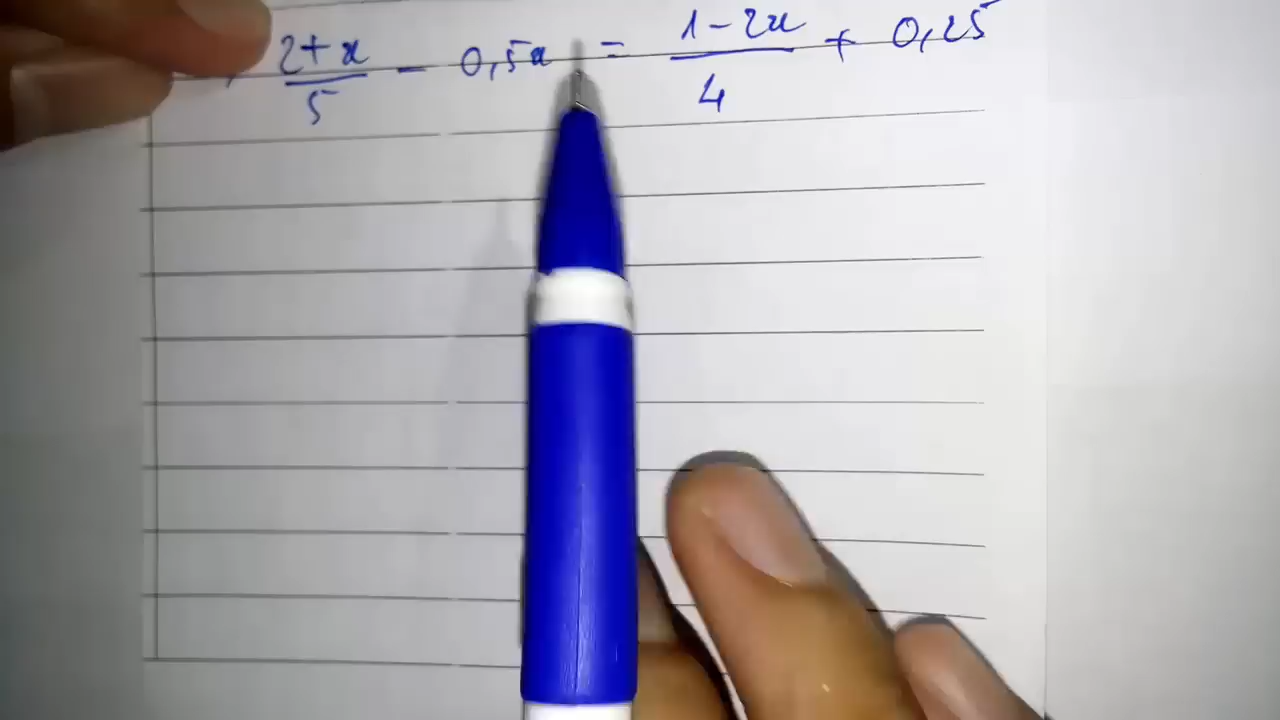 2+x/5 - 0,5x = 1-2x/4 + 0,25